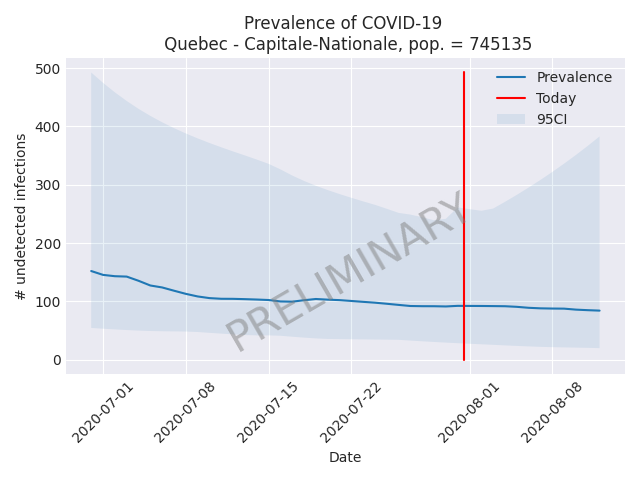 Prevalence of COVID-19
Quebec - Capitale-Nationale, pop. = 745135
500
400
300
200
100
0
# undetected infections
Prevalence
Today
95CI
PRELIMINARY
2020-07-01
2020-07-08
2020-07-15
2020-07-22
2020-08-01
2020-08-08
Date